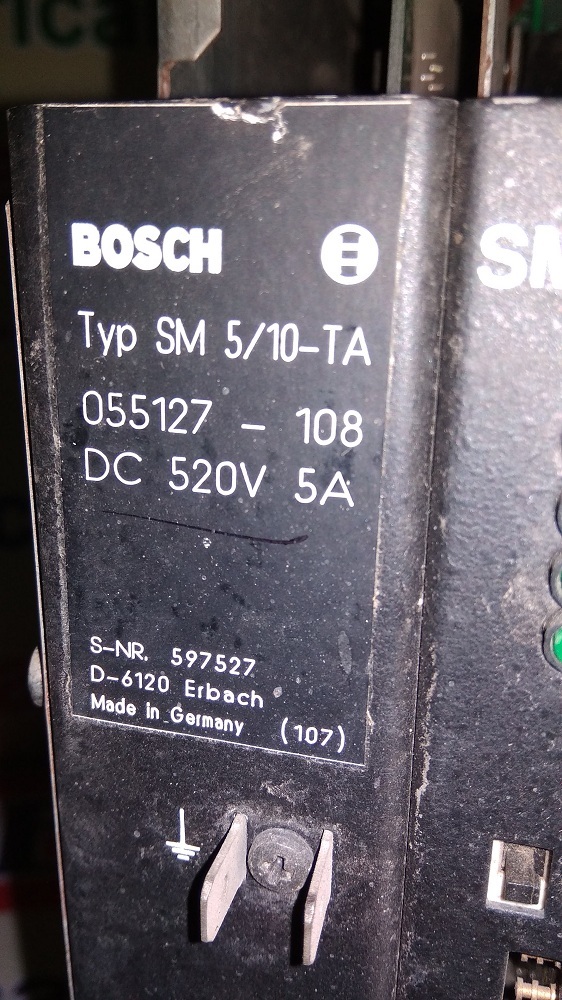 BOSCH
Typ SM 5/10-TA
055127 - 108
DC 520V 5A
S-NR. 597527
D-6120 Erbach
Made in Germany (107)
SM